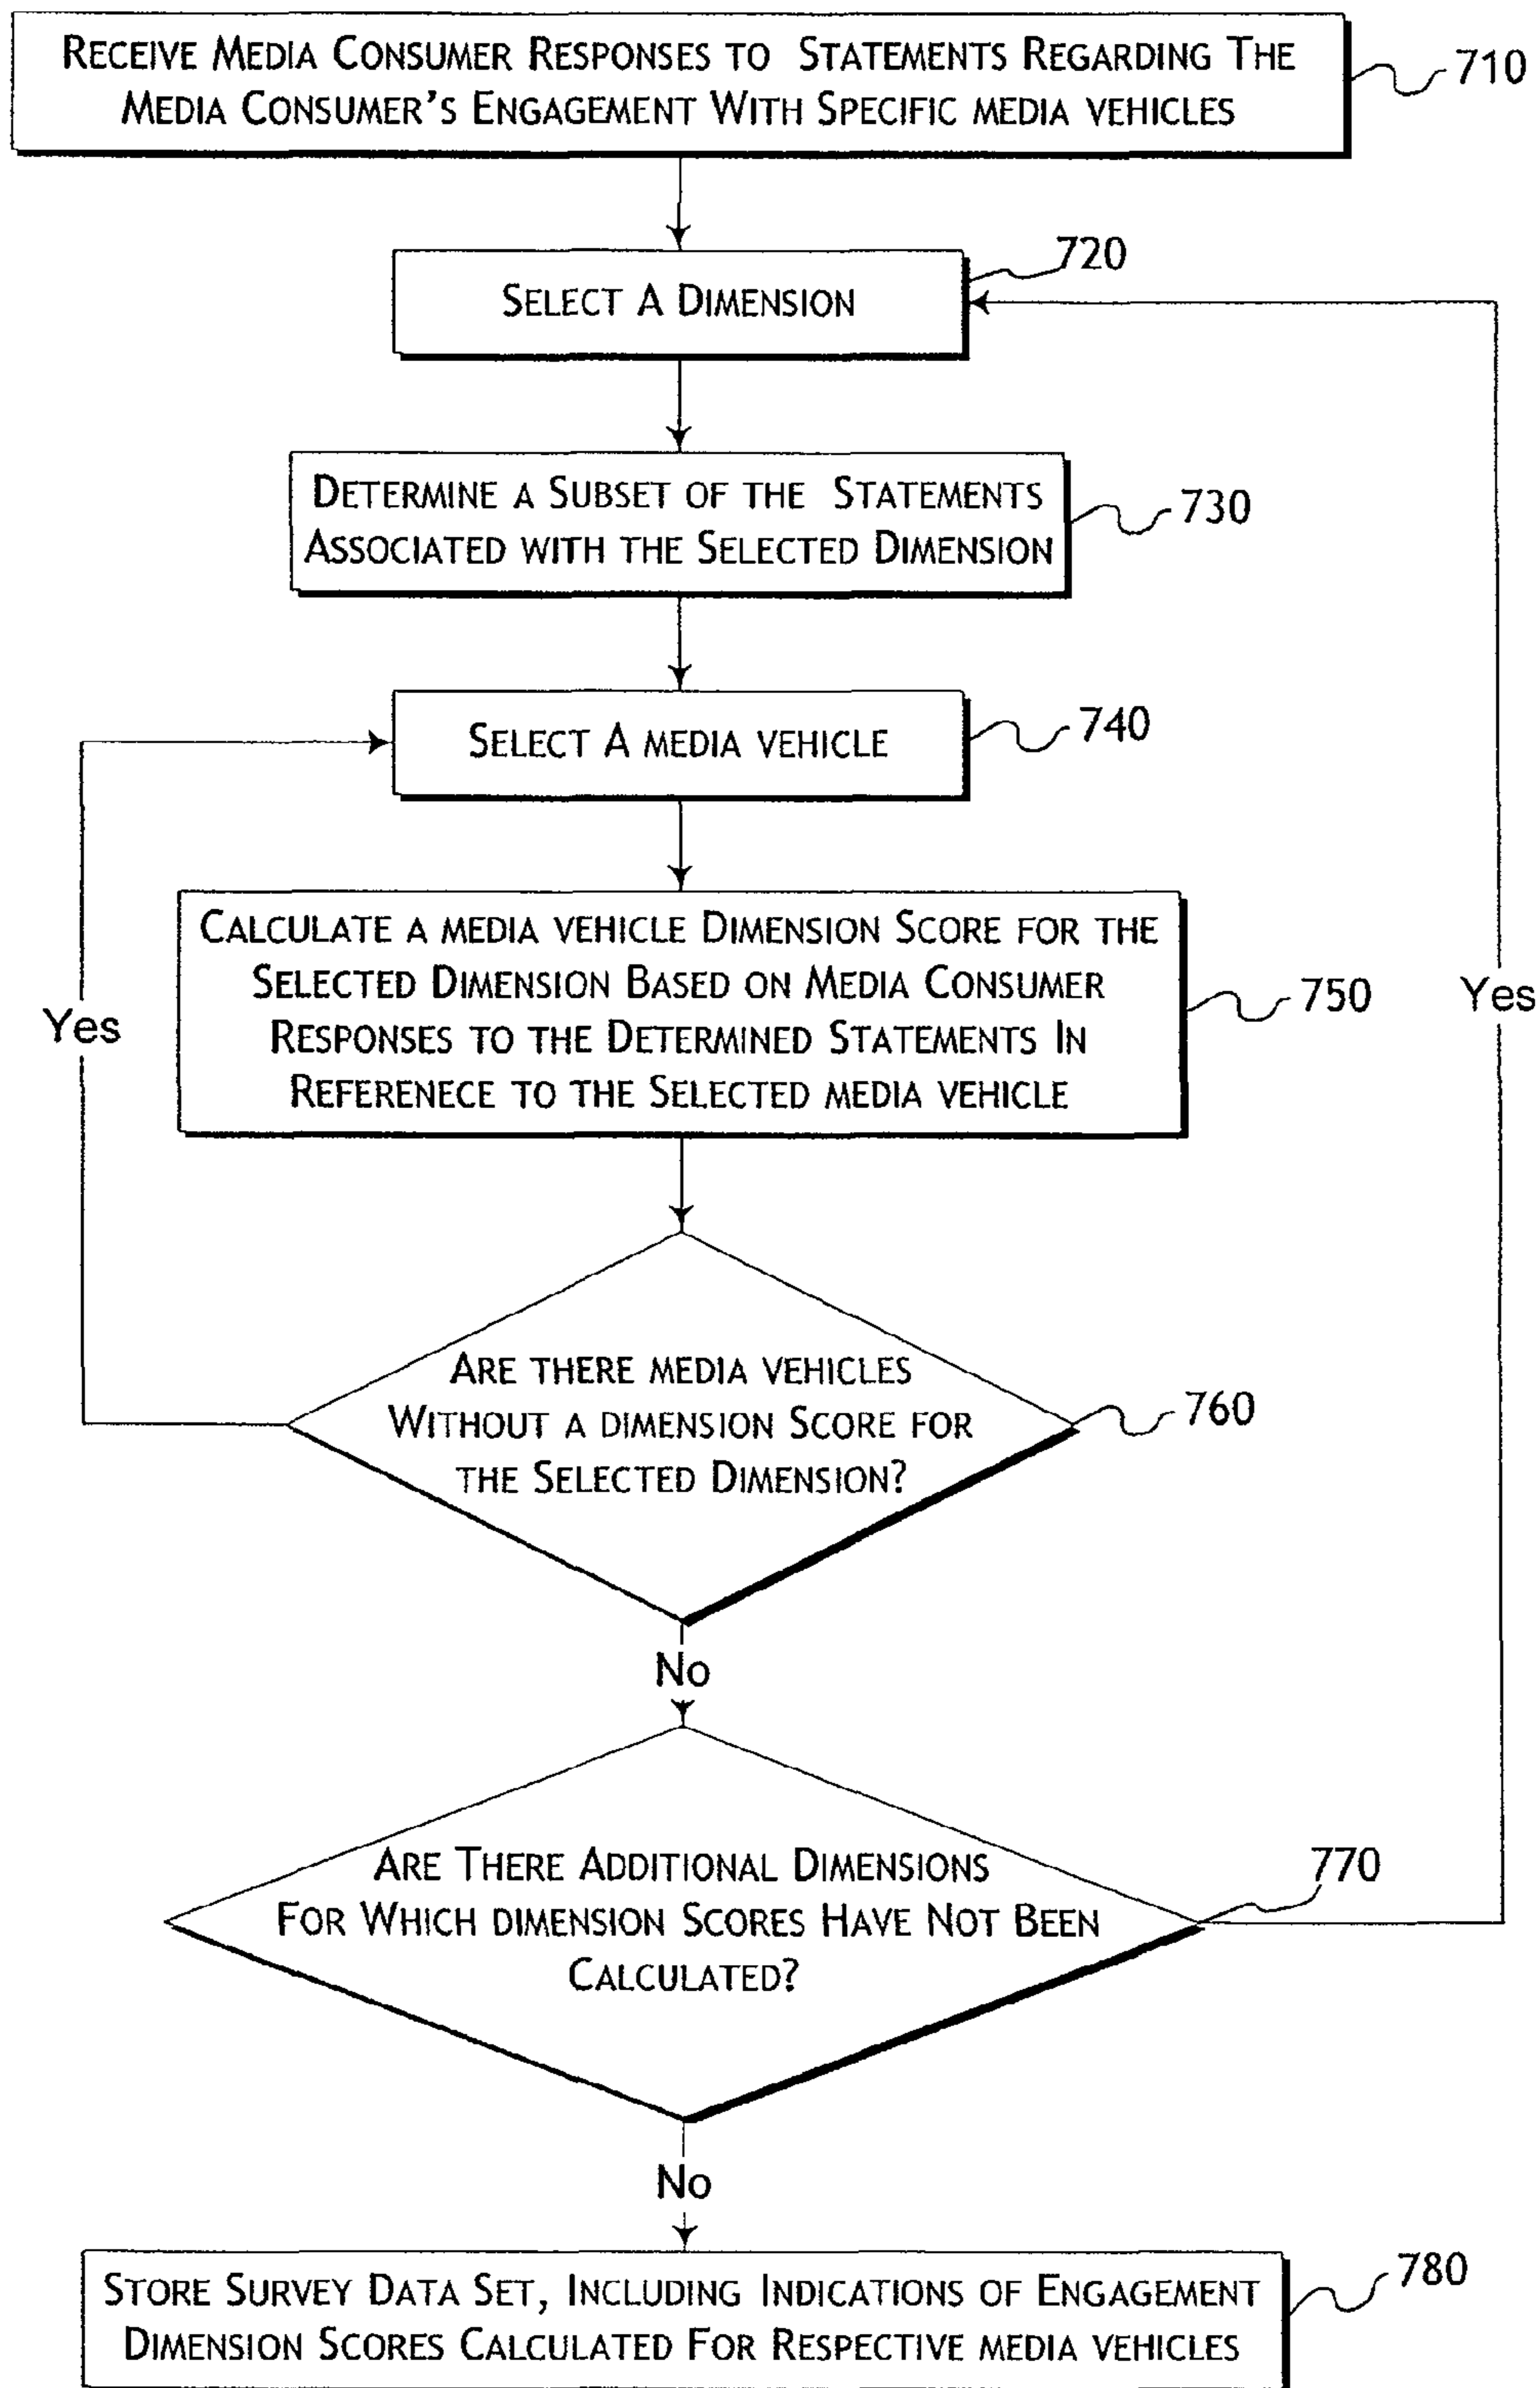 RECEIVE MEDIA CONSUMER RESPONSES TO STATEMENTS REGARDING THE
MEDIA CONSUMER'S ENGAGEMENT WITH SPECIFIC MEDIA VEHICLES
710
720
SELECT A DIMENSION
DETERMINE A SUBSET OF THE STATEMENTS
ASSOCIATED WITH THE SELECTED DIMENSION
730
SELECT A MEDIA VEHICLE
740
CALCULATE A MEDIA VEHICLE DIMENSION SCORE FOR THE
SELECTED DIMENSION BASED ON MEDIA CONSUMER
RESPONSES TO THE DETERMINED STATEMENTS IN
REFERENECE TO THE SELECTED MEDIA VEHICLE
750
Yes
Yes
ARE THERE MEDIA VEHICLES
WITHOUT A DIMENSION SCORE FOR
THE SELECTED DIMENSION?
760
No
ARE THERE ADDITIONAL DIMENSIONS
FOR WHICH DIMENSION SCORES HAVE NOT BEEN
CALCULATED?
770
No
STORE SURVEY DATA SET, INCLUDING INDICATIONS OF ENGAGEMENT
DIMENSION SCORES CALCULATED FOR RESPECTIVE MEDIA VEHICLES
780